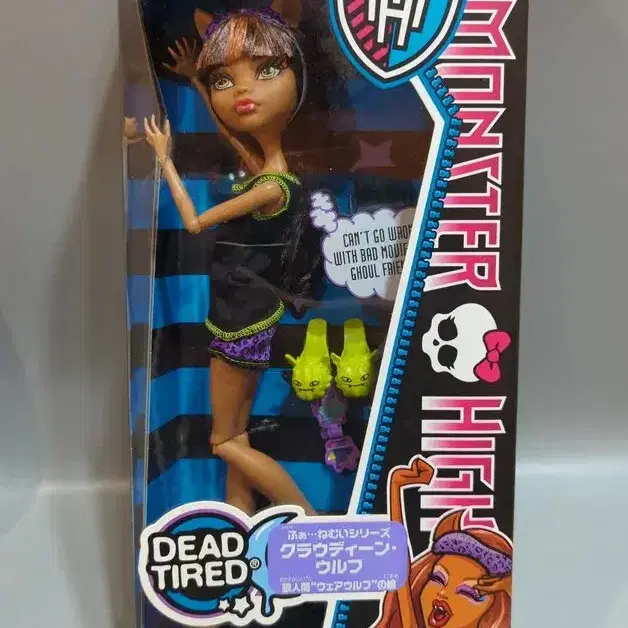 MONSTER HIGH
CAN'T GO WRON
WITH BAD MOVIE
GHOUL FRIE
DEAD
TIRED®
ふぁ…ねむいシリーズ
クラウディーン・
ウルフ
狼人間“ウェアウルフ”の娘